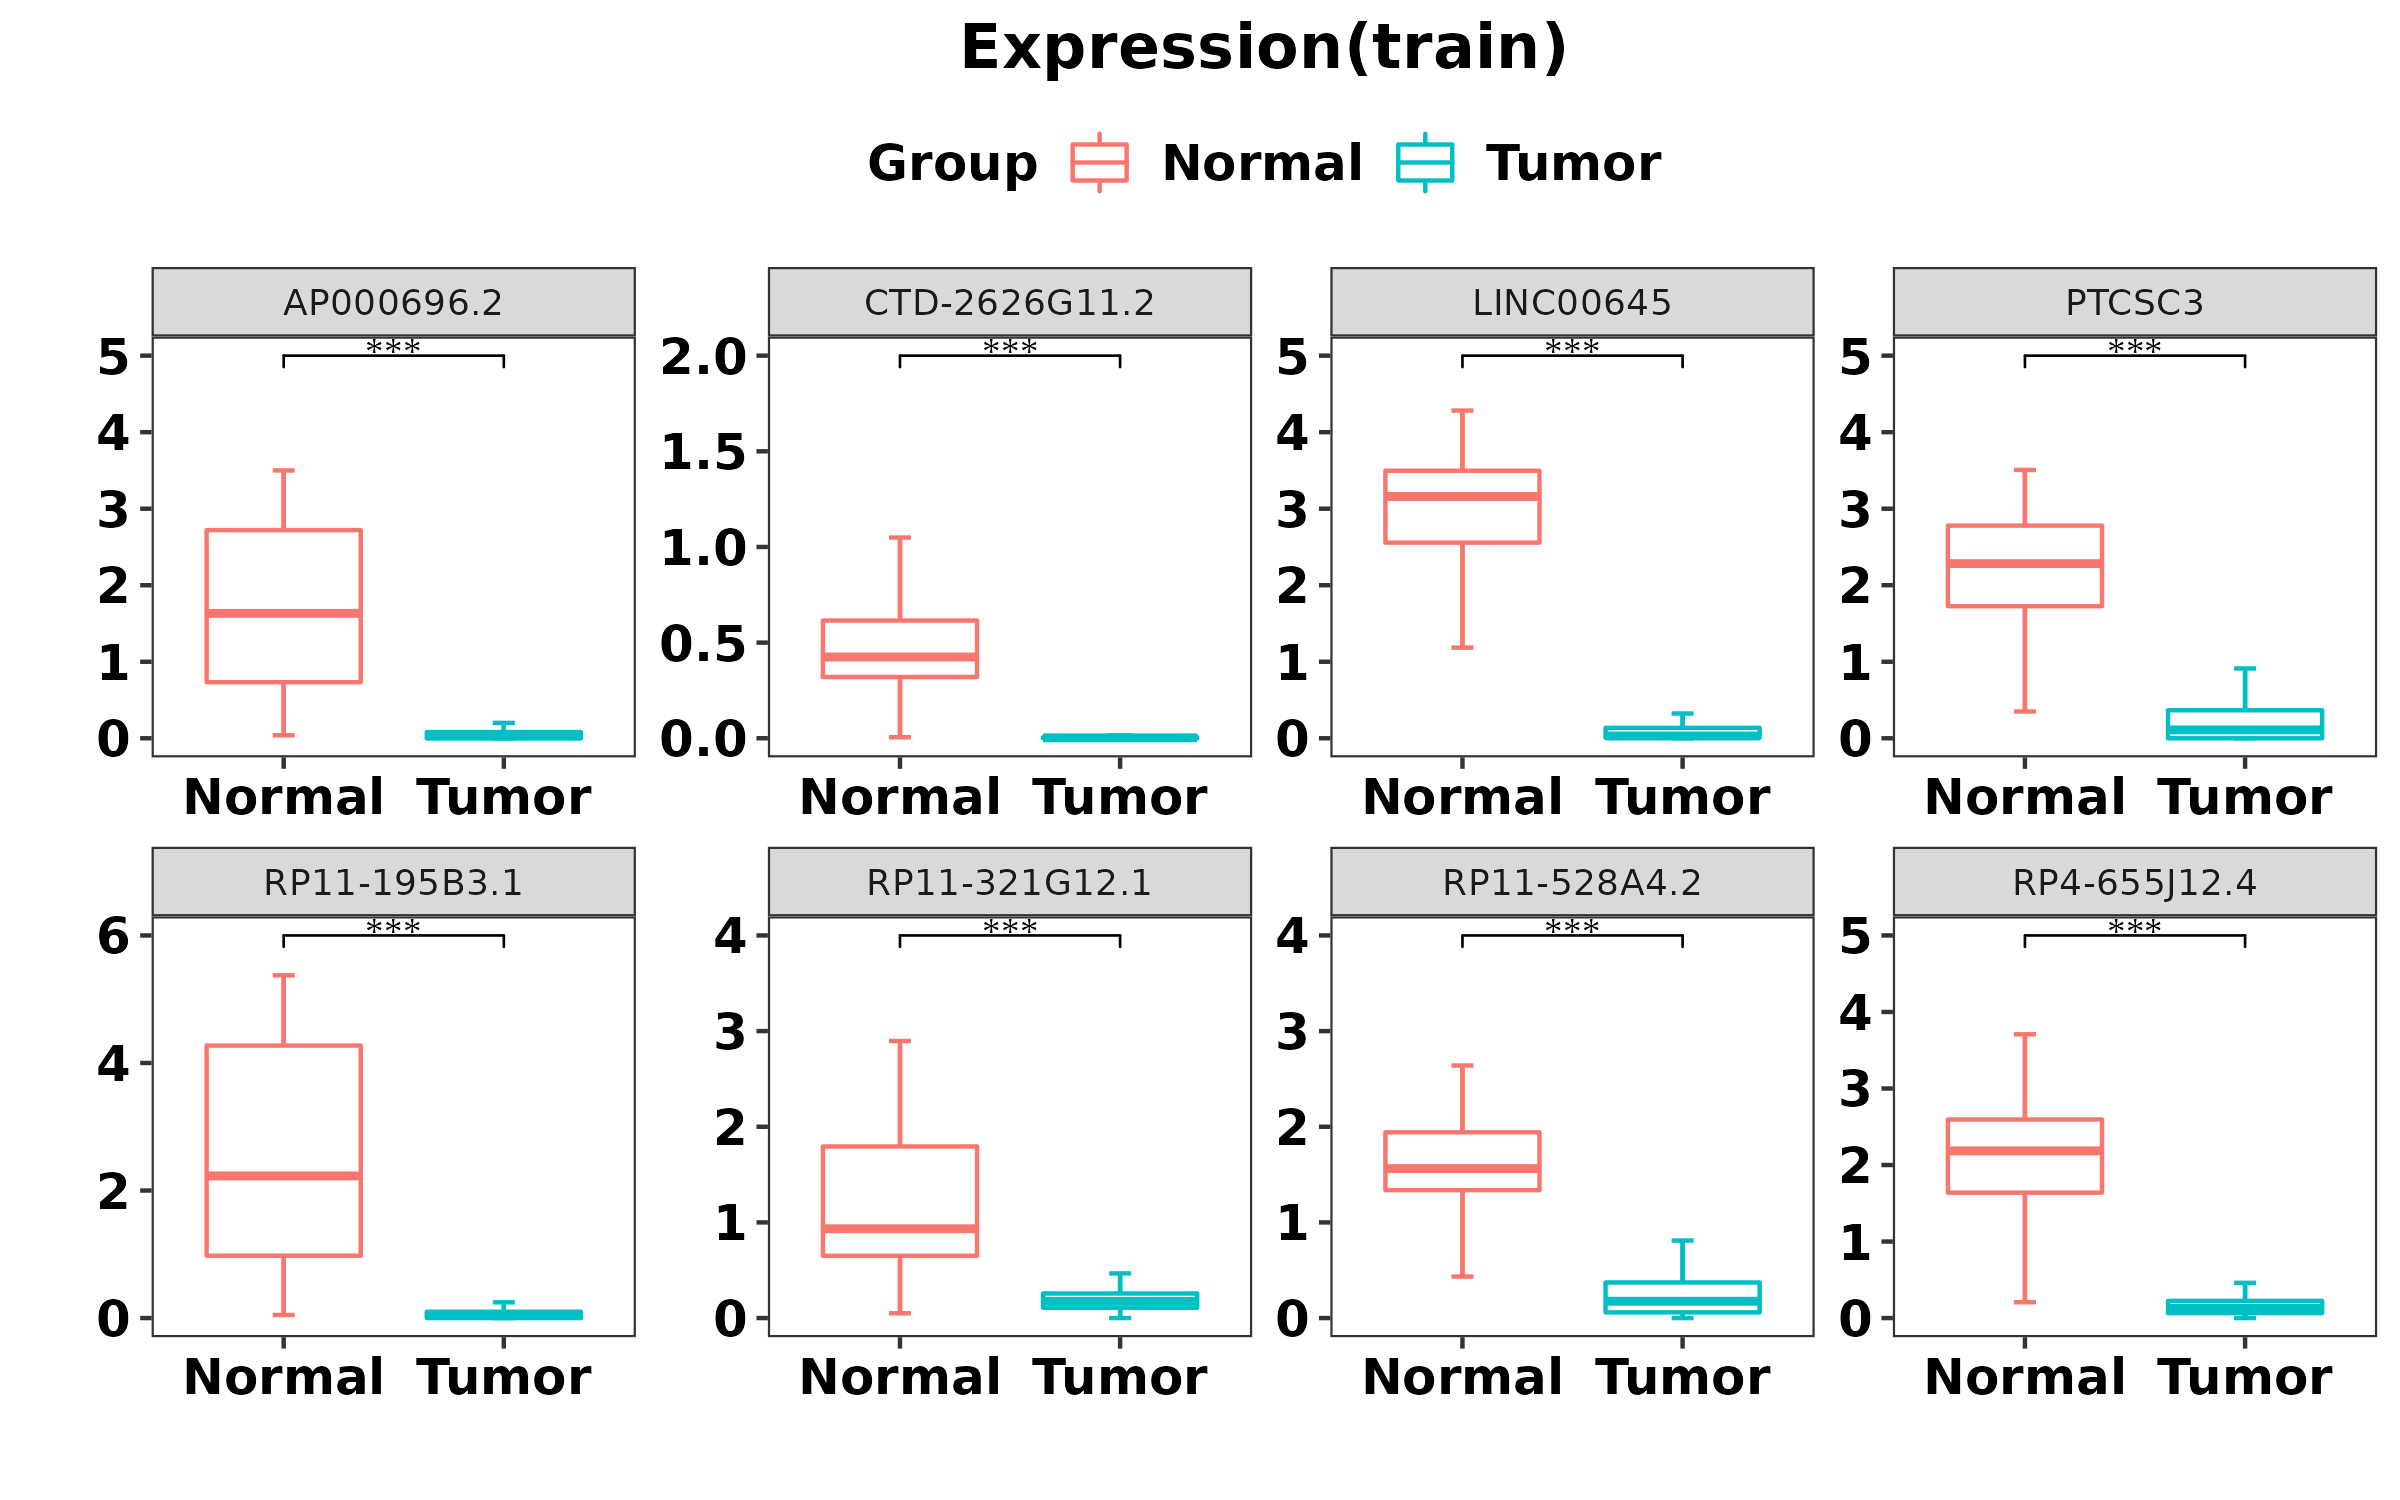 Expression(train)
Group Normal Tumor
AP000696.2 CTD-2626G11.2 LINC00645 PTCSC3
*** *** *** ***
5 2.0 5 5
4 1.5 4 4
3 1.0 3 3
2 0.5 2 2
1 0.0 1 1
0 0 0
Normal Tumor Normal Tumor Normal Tumor Normal Tumor
RP11-195B3.1 RP11-321G12.1 RP11-528A4.2 RP4-655J12.4
*** *** *** ***
6 4 4 5
4 3 3 4
2 2 2 3
0 1 1 2
0 0 1
0
Normal Tumor Normal Tumor Normal Tumor Normal Tumor